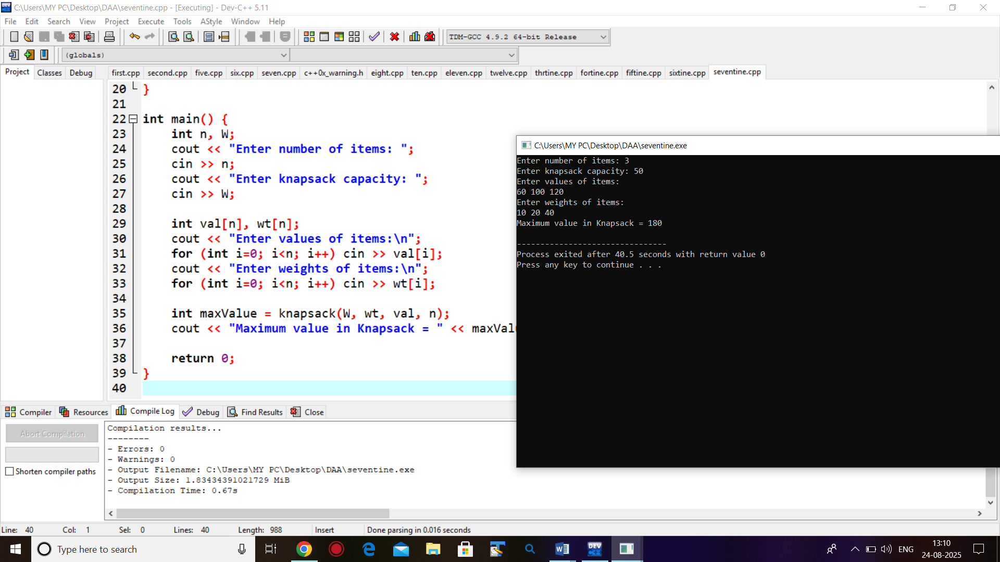 C:\Users\MY PC\Desktop\DAA\seventine.cpp - [Executing] - Dev-C++ 5.11
File Edit Search View Project Execute Tools AStyle Window Help
TDM-GCC 4.9.2 64-bit Release
(globals)
Project Classes Debug
first.cpp second.cpp five.cpp six.cpp seven.cpp c++0x_warning.h eight.cpp ten.cpp eleven.cpp twelve.cpp thrtine.cpp fortine.cpp fiftine.cpp sixtine.cpp seventine.cpp
20 }
21
22 int main() {
23 int n, W;
24 cout << "Enter number of items: ";
25 cin >> n;
26 cout << "Enter knapsack capacity: ";
27 cin >> W;
28
29 int val[n], wt[n];
30 cout << "Enter values of items:\n";
31 for (int i=0; i<n; i++) cin >> val[i];
32 cout << "Enter weights of items:\n";
33 for (int i=0; i<n; i++) cin >> wt[i];
34
35 int maxValue = knapsack(W, wt, val, n);
36 cout << "Maximum value in Knapsack = " << maxVal
37
38 return 0;
39 }
40
C:\Users\MY PC\Desktop\DAA\seventine.exe
Enter number of items: 3
Enter knapsack capacity: 50
Enter values of items:
60 100 120
Enter weights of items:
10 20 40
Maximum value in Knapsack = 180
--------------------------------
Process exited after 40.5 seconds with return value 0
Press any key to continue . . .
Compiler Resources Compile Log Debug Find Results Close
Abort Compilation
Shorten compiler paths
Compilation results...
--------
- Errors: 0
- Warnings: 0
- Output Filename: C:\Users\MY PC\Desktop\DAA\seventine.exe
- Output Size: 1.83434391021729 MiB
- Compilation Time: 0.67s
Line: 40 Col: 1 Sel: 0 Lines: 40 Length: 988 Insert Done parsing in 0.016 seconds
Type here to search
ENG
13:10
24-08-2025